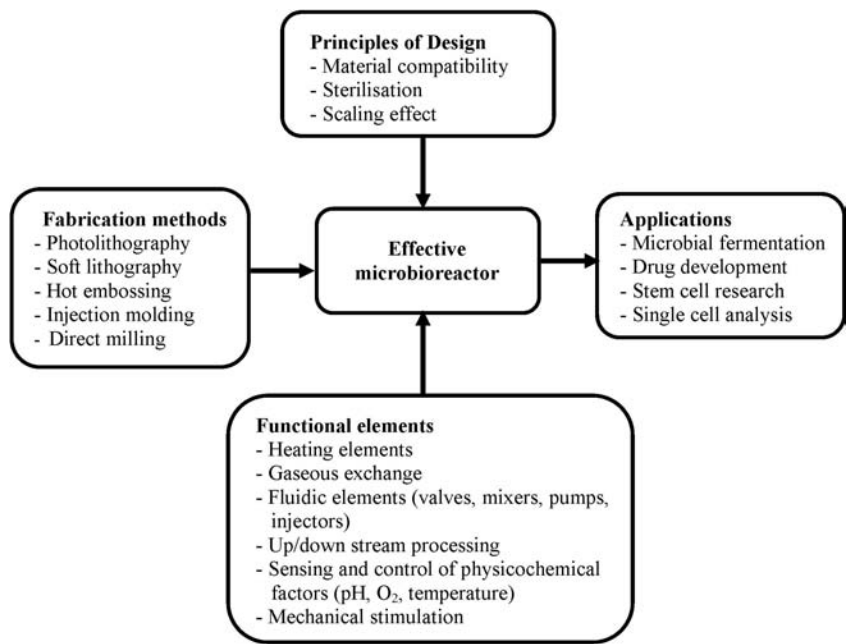 Principles of Design
- Material compatibility
- Sterilisation
- Scaling effect
Fabrication methods
- Photolithography
- Soft lithography
- Hot embossing
- Injection molding
- Direct milling
Effective
microbioreactor
Applications
- Microbial fermentation
- Drug development
- Stem cell research
- Single cell analysis
Functional elements
- Heating elements
- Gaseous exchange
- Fluidic elements (valves, mixers, pumps,
injectors)
- Up/down stream processing
- Sensing and control of physicochemical
factors (pH, O₂, temperature)
- Mechanical stimulation